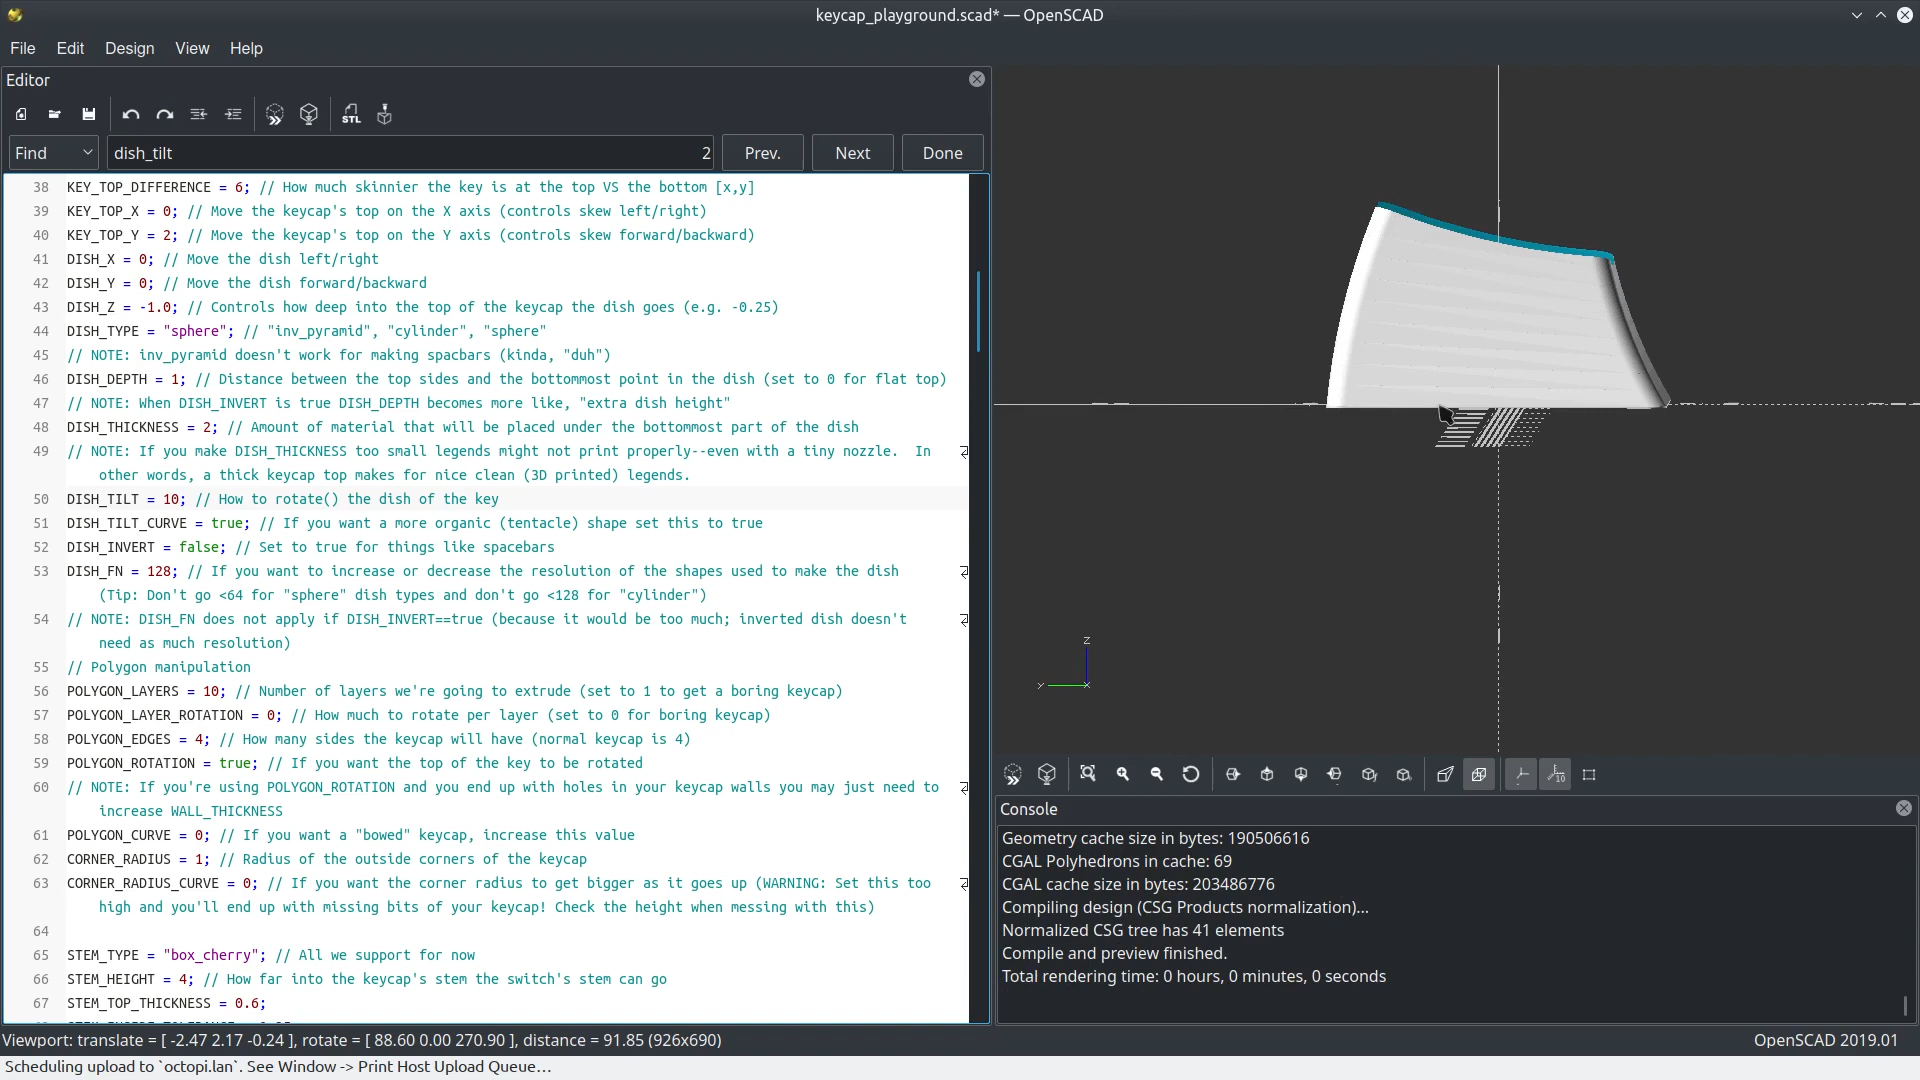 keycap_playground.scad* — OpenSCAD
File Edit Design View Help
Editor
STL
Find dish_tilt 2 Prev. Next Done
38 KEY_TOP_DIFFERENCE = 6; // How much skinnier the key is at the top VS the bottom [x,y]
39 KEY_TOP_X = 0; // Move the keycap's top on the X axis (controls skew left/right)
40 KEY_TOP_Y = 2; // Move the keycap's top on the Y axis (controls skew forward/backward)
41 DISH_X = 0; // Move the dish left/right
42 DISH_Y = 0; // Move the dish forward/backward
43 DISH_Z = -1.0; // Controls how deep into the top of the keycap the dish goes (e.g. -0.25)
44 DISH_TYPE = "sphere"; // "inv_pyramid", "cylinder", "sphere"
45 // NOTE: inv_pyramid doesn't work for making spacbars (kinda, "duh")
46 DISH_DEPTH = 1; // Distance between the top sides and the bottommost point in the dish (set to 0 for flat top)
47 // NOTE: When DISH_INVERT is true DISH_DEPTH becomes more like, "extra dish height"
48 DISH_THICKNESS = 2; // Amount of material that will be placed under the bottommost part of the dish
49 // NOTE: If you make DISH_THICKNESS too small legends might not print properly--even with a tiny nozzle.  In
other words, a thick keycap top makes for nice clean (3D printed) legends.
50 DISH_TILT = 10; // How to rotate() the dish of the key
51 DISH_TILT_CURVE = true; // If you want a more organic (tentacle) shape set this to true
52 DISH_INVERT = false; // Set to true for things like spacebars
53 DISH_FN = 128; // If you want to increase or decrease the resolution of the shapes used to make the dish
(Tip: Don't go <64 for "sphere" dish types and don't go <128 for "cylinder")
54 // NOTE: DISH_FN does not apply if DISH_INVERT==true (because it would be too much; inverted dish doesn't
need as much resolution)
55 // Polygon manipulation
56 POLYGON_LAYERS = 10; // Number of layers we're going to extrude (set to 1 to get a boring keycap)
57 POLYGON_LAYER_ROTATION = 0; // How much to rotate per layer (set to 0 for boring keycap)
58 POLYGON_EDGES = 4; // How many sides the keycap will have (normal keycap is 4)
59 POLYGON_ROTATION = true; // If you want the top of the key to be rotated
60 // NOTE: If you're using POLYGON_ROTATION and you end up with holes in your keycap walls you may just need to
increase WALL_THICKNESS
61 POLYGON_CURVE = 0; // If you want a "bowed" keycap, increase this value
62 CORNER_RADIUS = 1; // Radius of the outside corners of the keycap
63 CORNER_RADIUS_CURVE = 0; // If you want the corner radius to get bigger as it goes up (WARNING: Set this too
high and you'll end up with missing bits of your keycap! Check the height when messing with this)
64
65 STEM_TYPE = "box_cherry"; // All we support for now
66 STEM_HEIGHT = 4; // How far into the keycap's stem the switch's stem can go
67 STEM_TOP_THICKNESS = 0.6;
z
y
x
10
Console
Geometry cache size in bytes: 190506616
CGAL Polyhedrons in cache: 69
CGAL cache size in bytes: 203486776
Compiling design (CSG Products normalization)...
Normalized CSG tree has 41 elements
Compile and preview finished.
Total rendering time: 0 hours, 0 minutes, 0 seconds
Viewport: translate = [ -2.47 2.17 -0.24 ], rotate = [ 88.60 0.00 270.90 ], distance = 91.85 (926x690)
OpenSCAD 2019.01
Scheduling upload to `octopi.lan`. See Window -> Print Host Upload Queue…